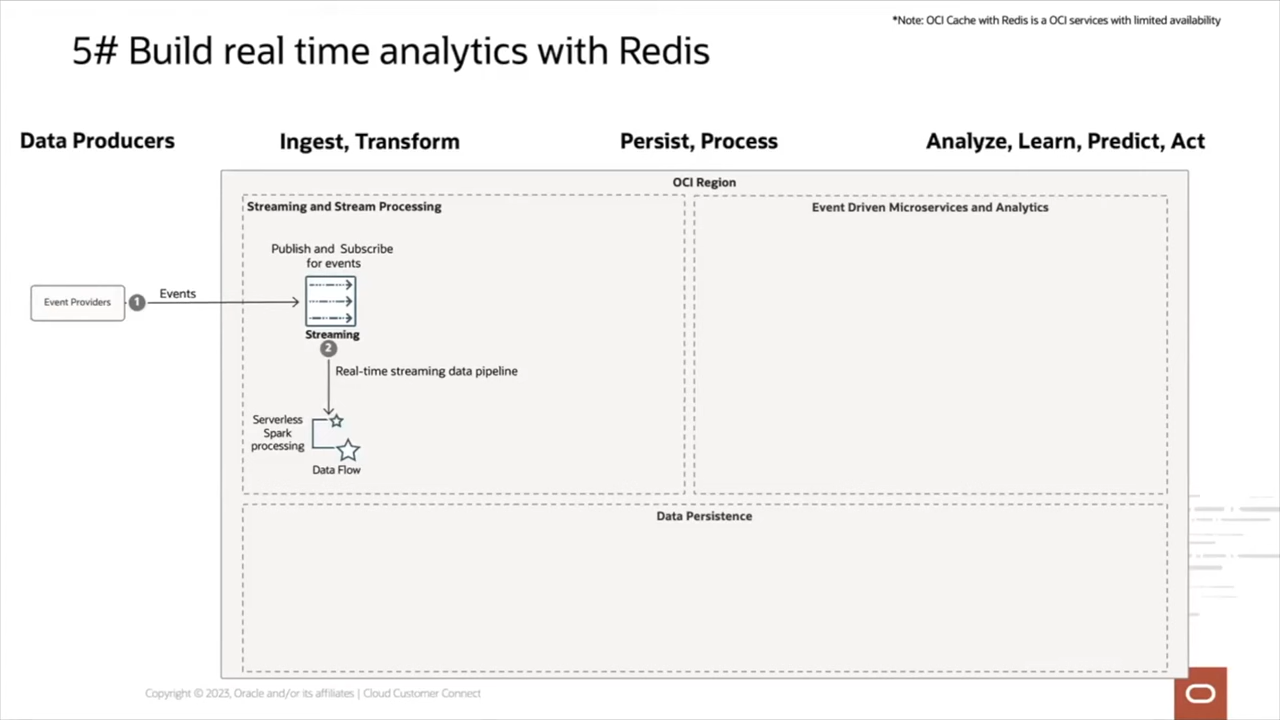 *Note: OCI Cache with Redis is a OCI services with limited availability
5# Build real time analytics with Redis
Data Producers
Ingest, Transform
Persist, Process
Analyze, Learn, Predict, Act
OCI Region
Streaming and Stream Processing
Event Driven Microservices and Analytics
Publish and Subscribe
for events
Event Providers
1
Events
Streaming
2
Real-time streaming data pipeline
Serverless
Spark
processing
Data Flow
Data Persistence
Copyright © 2023, Oracle and/or its affiliates | Cloud Customer Connect